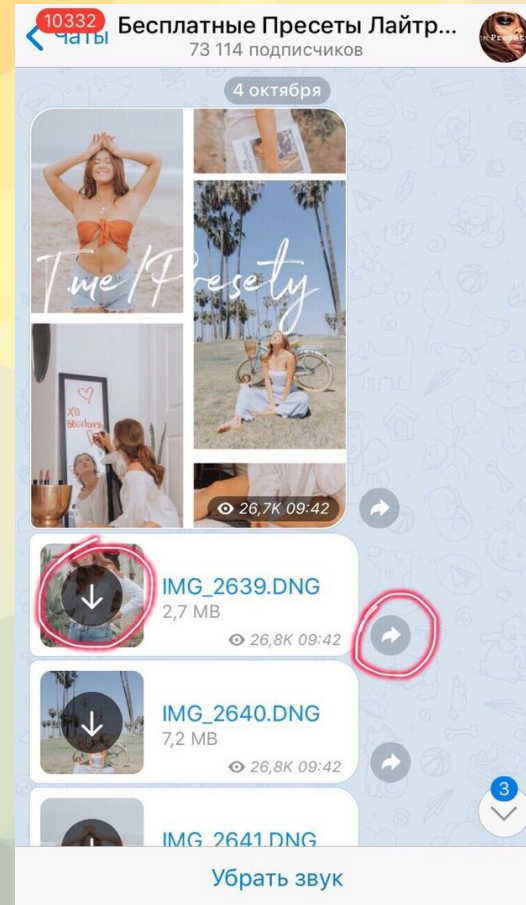 10332
Чаты
Бесплатные Пресеты Лайтр...
73 114 подписчиков
4 октября
T.me/Presety
XO
26,7K 09:42
IMG_2639.DNG
2,7 MB
26,8K 09:42
IMG_2640.DNG
7,2 MB
26,8K 09:42
IMG_2641.DNG
3
Убрать звук